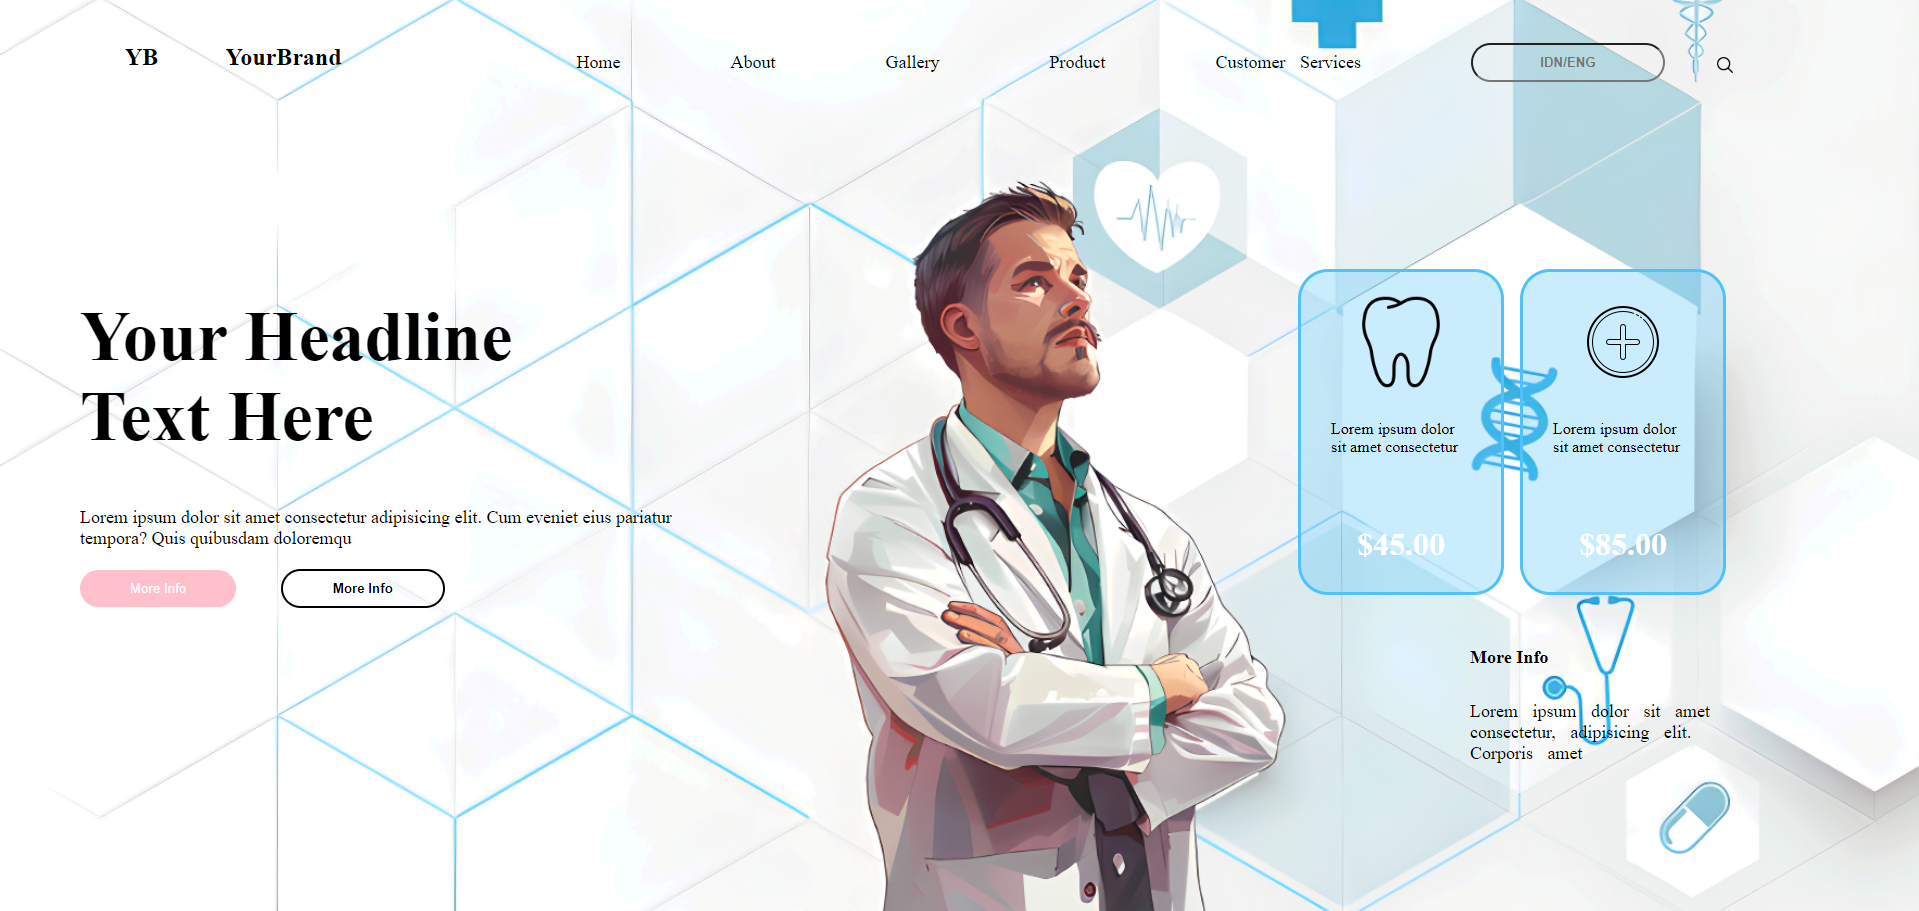 YB YourBrand Home About Gallery Product Customer Services IDN/ENG
Your Headline
Text Here
Lorem ipsum dolor sit amet consectetur adipisicing elit. Cum eveniet eius pariatur
tempora? Quis quibusdam doloremqu
More Info More Info
Lorem ipsum dolor
sit amet consectetur
$45.00
Lorem ipsum dolor
sit amet consectetur
$85.00
More Info
Lorem ipsum dolor sit amet
consectetur, adipisicing elit.
Corporis amet